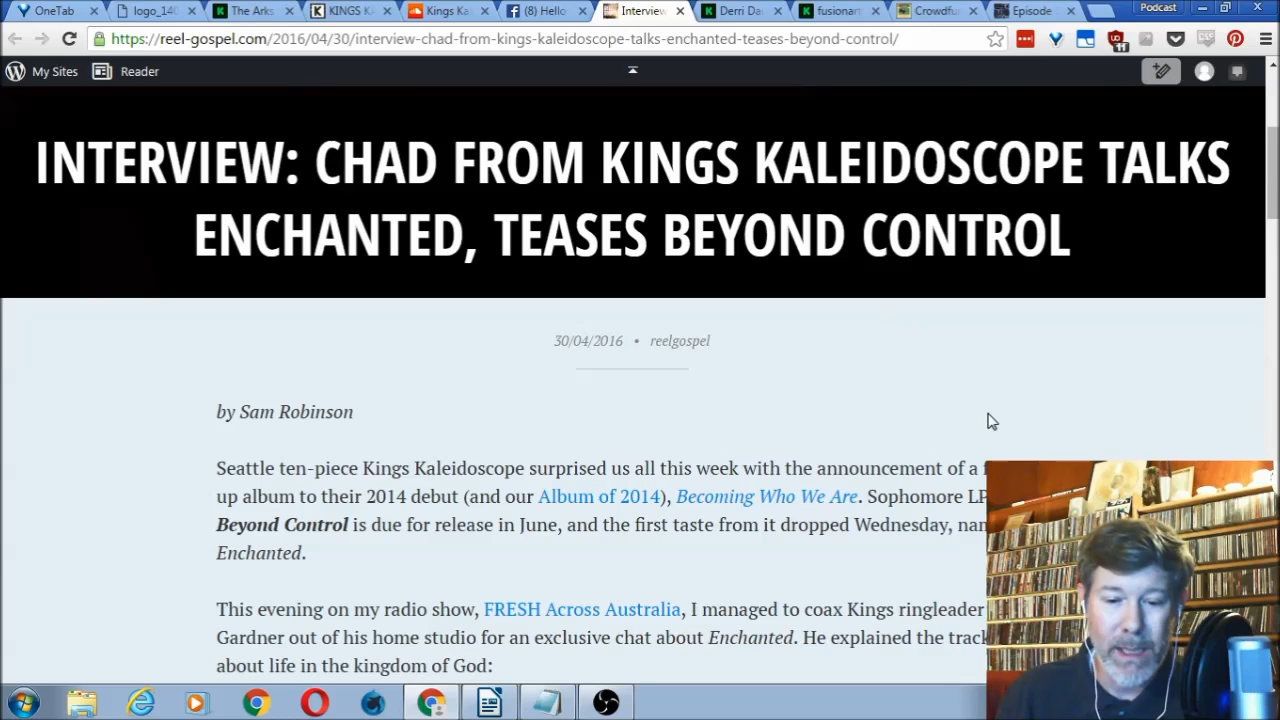 OneTab
logo_14(
The Arks
KINGS K
Kings Ka
(8) Hello
Interview
Derri Da
fusionart
Crowdfu
Episode
Podcast
https://reel-gospel.com/2016/04/30/interview-chad-from-kings-kaleidoscope-talks-enchanted-teases-beyond-control/
11
My Sites
Reader
INTERVIEW: CHAD FROM KINGS KALEIDOSCOPE TALKS
ENCHANTED, TEASES BEYOND CONTROL
30/04/2016 • reelgospel
by Sam Robinson
Seattle ten-piece Kings Kaleidoscope surprised us all this week with the announcement of a
up album to their 2014 debut (and our Album of 2014), Becoming Who We Are. Sophomore LP
Beyond Control is due for release in June, and the first taste from it dropped Wednesday,
Enchanted.
This evening on my radio show, FRESH Across Australia, I managed to coax Kings ringleader
Gardner out of his home studio for an exclusive chat about Enchanted. He explained the track
about life in the kingdom of God: